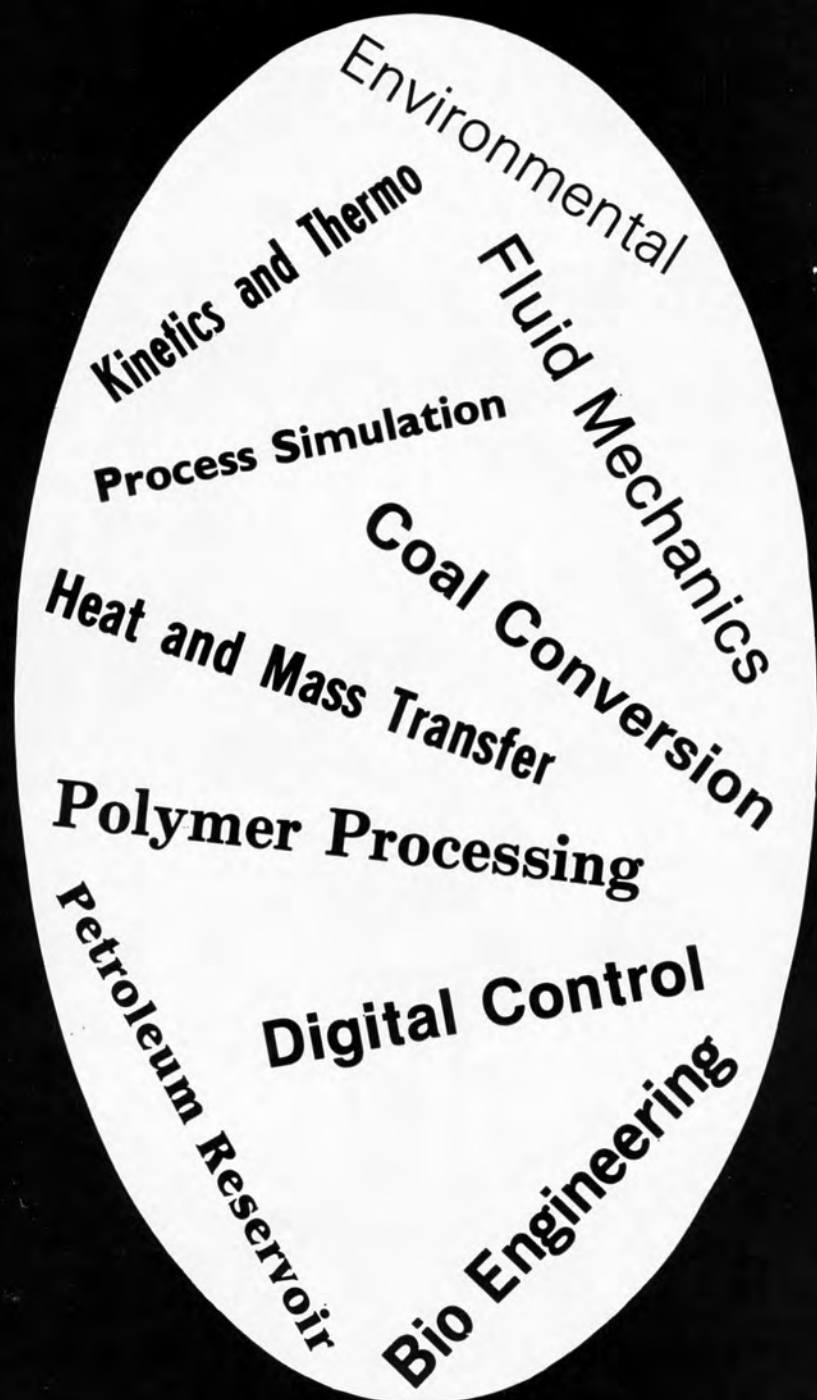 Environmental
Kinetics and Thermo
Fluid Mechanics
Process Simulation
Coal Conversion
Heat and Mass Transfer
Polymer Processing
Petroleum Reservoir
Digital Control
Bio Engineering